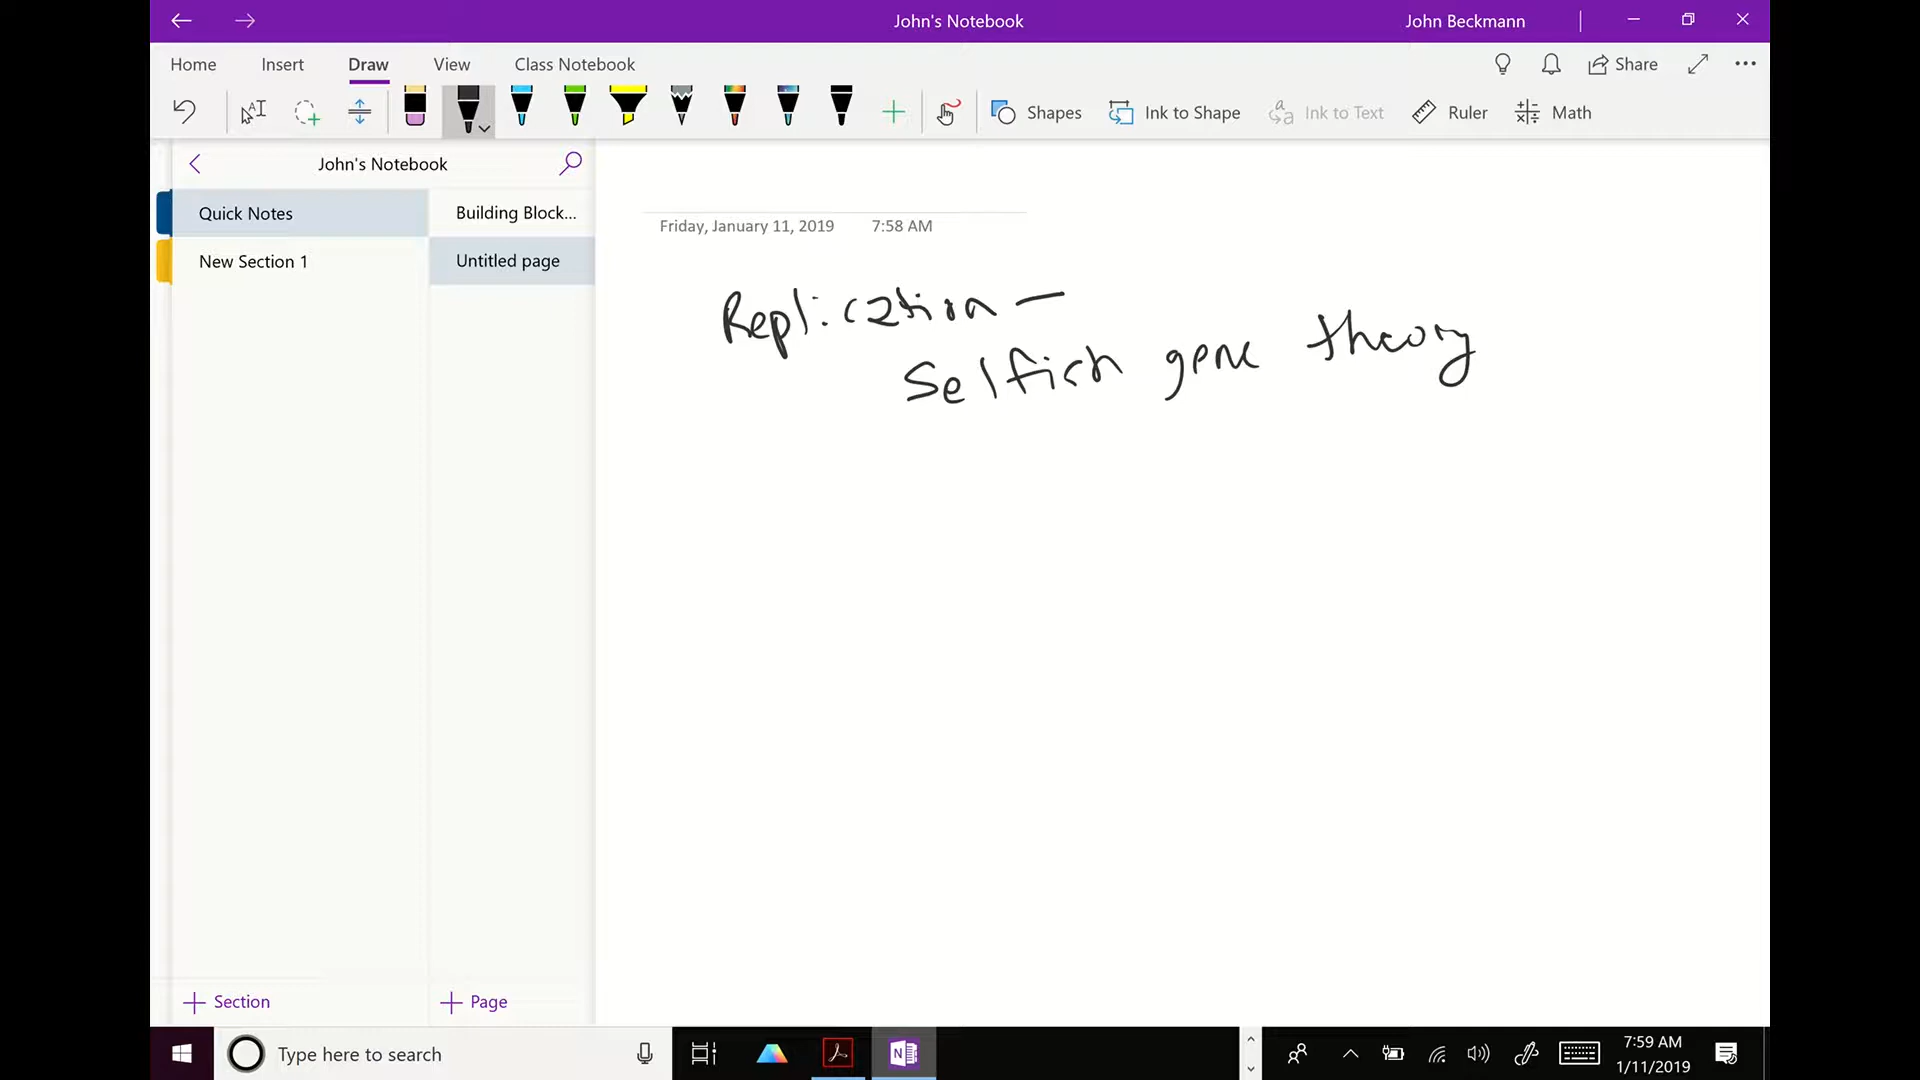 John's Notebook
John Beckmann
Home Insert Draw View Class Notebook
Share
Shapes Ink to Shape Ink to Text Ruler Math
John's Notebook
Quick Notes
New Section 1
Building Block...
Untitled page
Friday, January 11, 2019 7:58 AM
Replication —
Selfish gene theory
Section
Page
Type here to search
7:59 AM
1/11/2019